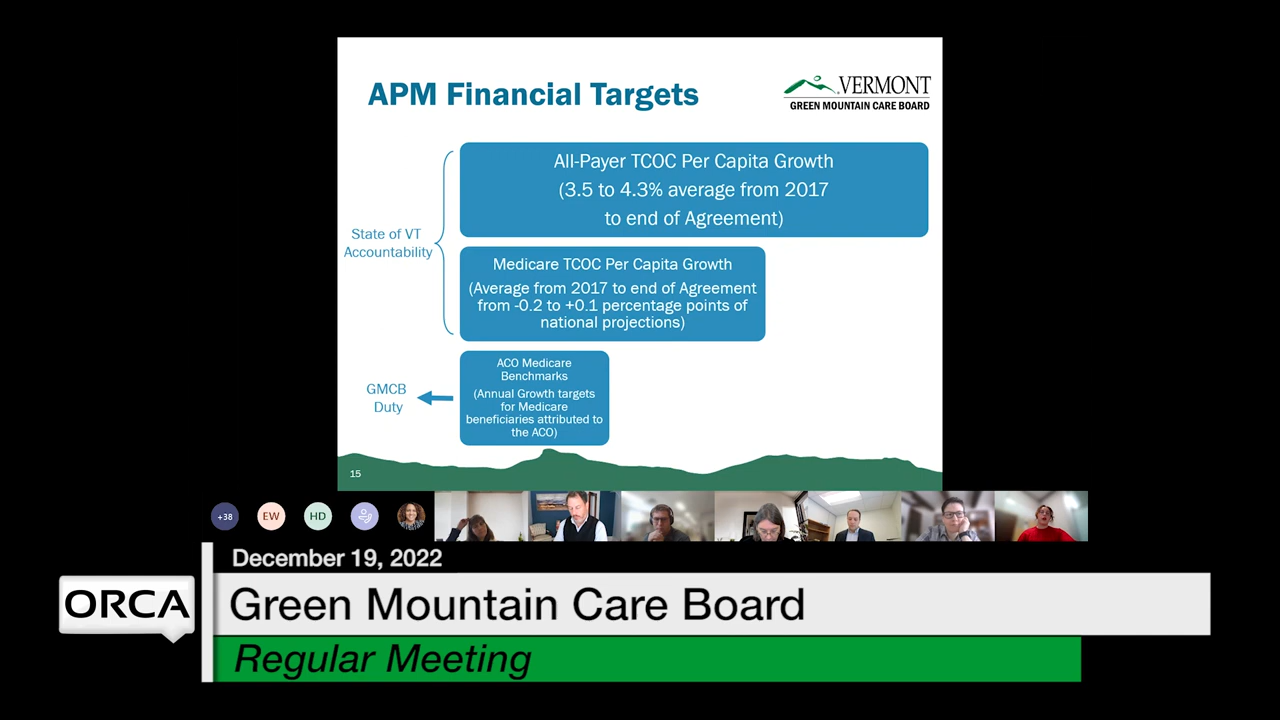 APM Financial Targets
VERMONT
GREEN MOUNTAIN CARE BOARD
All-Payer TCOC Per Capita Growth
(3.5 to 4.3% average from 2017
to end of Agreement)
State of VT
Accountability
Medicare TCOC Per Capita Growth
(Average from 2017 to end of Agreement
from -0.2 to +0.1 percentage points of
national projections)
ACO Medicare
Benchmarks
(Annual Growth targets
for Medicare
beneficiaries attributed to
the ACO)
GMCB
Duty
15
+38
EW
HD
December 19, 2022
ORCA
Green Mountain Care Board
Regular Meeting